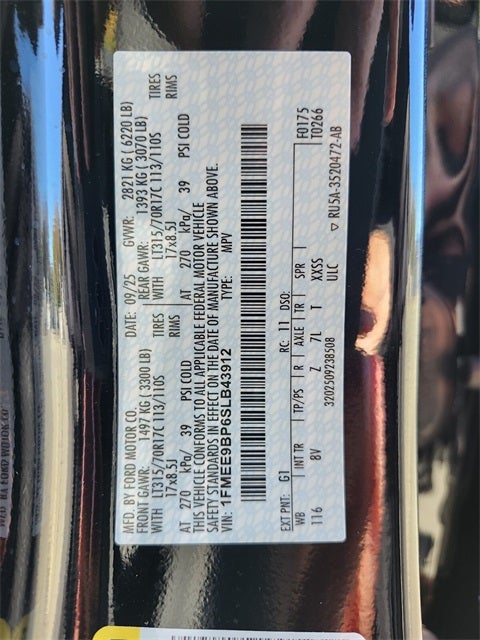 MFD. BY FORD MOTOR CO. DATE: 09/25 GVWR: 2821 KG ( 6220 LB)
FRONT GAWR: 1497 KG ( 3300 LB) REAR GAWR: 1393 KG ( 3070 LB)
WITH LT315/70R17C 113/110S TIRES WITH LT315/70R17C 113/110S TIRES
17x8.5J RIMS 17x8.5J RIMS
AT 270 kPa/ 39 PSI COLD AT 270 kPa/ 39 PSI COLD
THIS VEHICLE CONFORMS TO ALL APPLICABLE FEDERAL MOTOR VEHICLE
SAFETY STANDARDS IN EFFECT ON THE DATE OF MANUFACTURE SHOWN ABOVE.
VIN: 1FMEE9BP6SLB43912 TYPE: MPV
EXT PNT: G1 RC: 11 DSO: F0175
WB INT TR TP/PS R AXLE TR SPR T0266
116 8V Z 7L T XXSS
3202509238508 ULC
▽ RU5A-3520472-AB